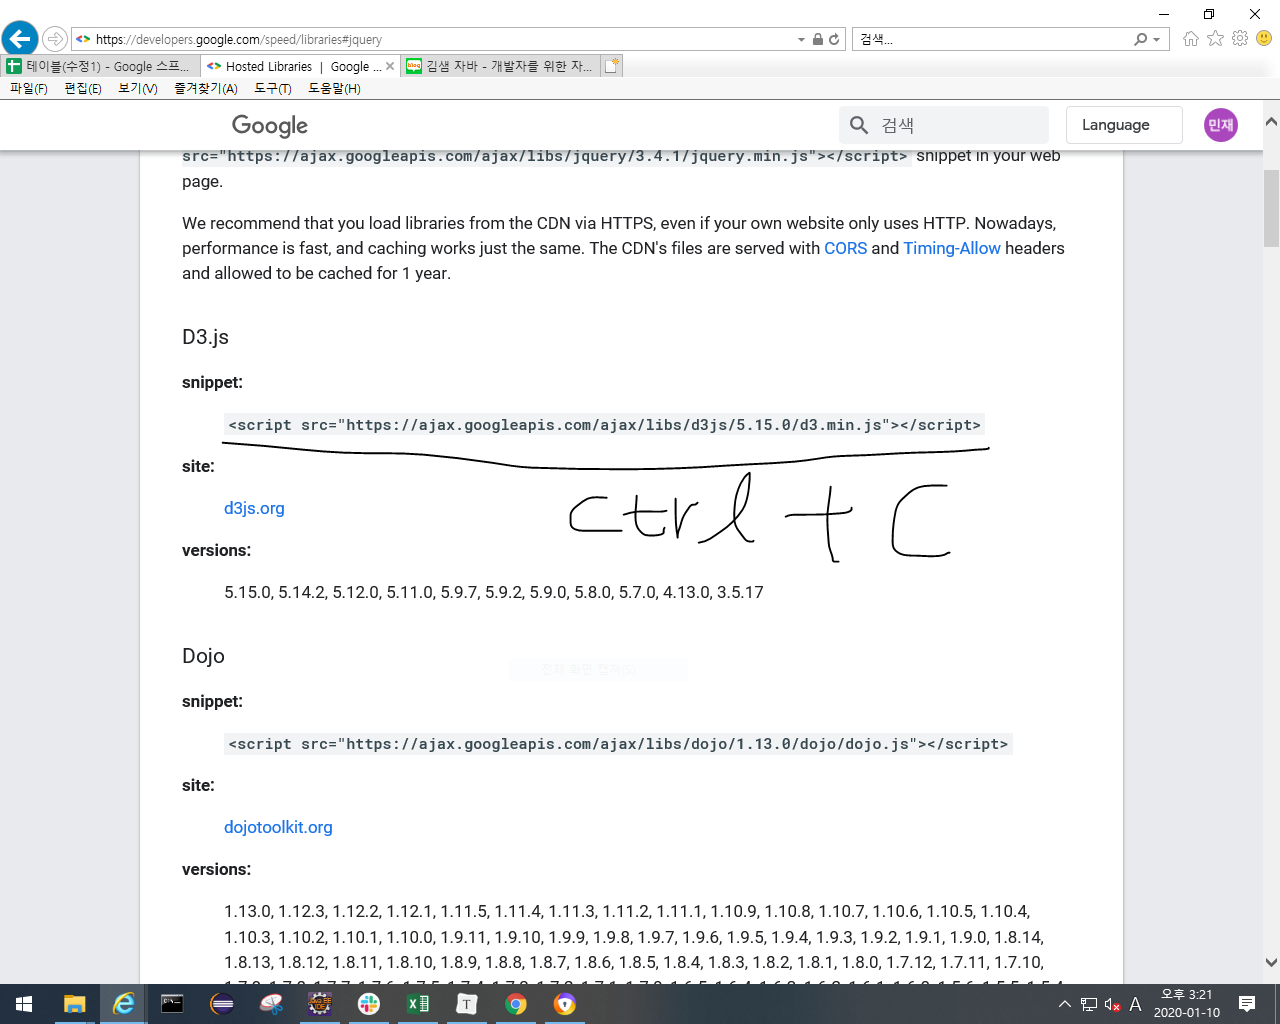 https://developers.google.com/speed/libraries#jquery
검색...
테이블(수정1) - Google 스프...
Hosted Libraries | Google ...
김샘 자바 - 개발자를 위한 자...
파일(F) 편집(E) 보기(V) 즐겨찾기(A) 도구(T) 도움말(H)
Google
검색
Language
민재
src="https://ajax.googleapis.com/ajax/libs/jquery/3.4.1/jquery.min.js"></script> snippet in your web
page.
We recommend that you load libraries from the CDN via HTTPS, even if your own website only uses HTTP. Nowadays,
performance is fast, and caching works just the same. The CDN's files are served with CORS and Timing-Allow headers
and allowed to be cached for 1 year.
D3.js
snippet:
<script src="https://ajax.googleapis.com/ajax/libs/d3js/5.15.0/d3.min.js"></script>
site:
ctrl + C
d3js.org
versions:
5.15.0, 5.14.2, 5.12.0, 5.11.0, 5.9.7, 5.9.2, 5.9.0, 5.8.0, 5.7.0, 4.13.0, 3.5.17
Dojo
snippet:
<script src="https://ajax.googleapis.com/ajax/libs/dojo/1.13.0/dojo/dojo.js"></script>
site:
dojotoolkit.org
versions:
1.13.0, 1.12.3, 1.12.2, 1.12.1, 1.11.5, 1.11.4, 1.11.3, 1.11.2, 1.11.1, 1.10.9, 1.10.8, 1.10.7, 1.10.6, 1.10.5, 1.10.4,
1.10.3, 1.10.2, 1.10.1, 1.10.0, 1.9.11, 1.9.10, 1.9.9, 1.9.8, 1.9.7, 1.9.6, 1.9.5, 1.9.4, 1.9.3, 1.9.2, 1.9.1, 1.9.0, 1.8.14,
1.8.13, 1.8.12, 1.8.11, 1.8.10, 1.8.9, 1.8.8, 1.8.7, 1.8.6, 1.8.5, 1.8.4, 1.8.3, 1.8.2, 1.8.1, 1.8.0, 1.7.12, 1.7.11, 1.7.10,
A
오후 3:21
2020-01-10